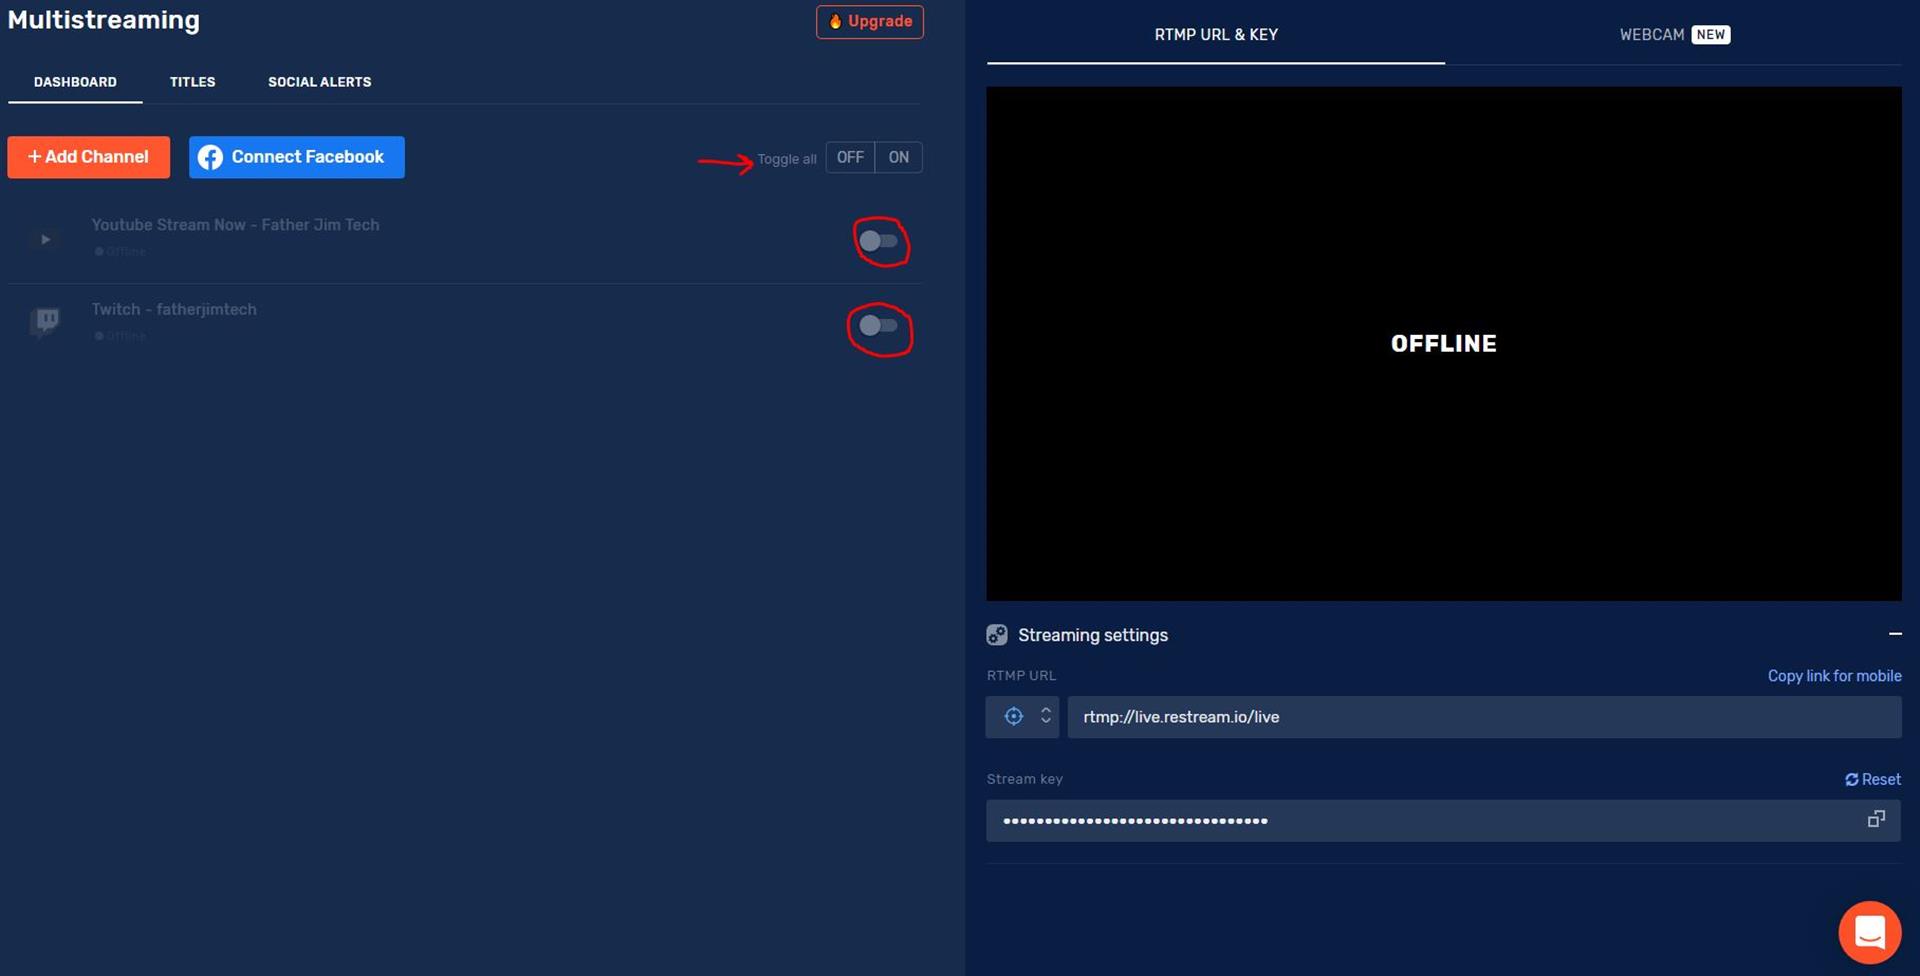 Multistreaming
Upgrade
DASHBOARD TITLES SOCIAL ALERTS
+ Add Channel Connect Facebook Toggle all OFF ON
Youtube Stream Now - Father Jim Tech
Offline
Twitch - fatherjimtech
Offline
RTMP URL & KEY WEBCAM NEW
OFFLINE
Streaming settings
RTMP URL Copy link for mobile
rtmp://live.restream.io/live
Stream key Reset
••••••••••••••••••••••••••••••••